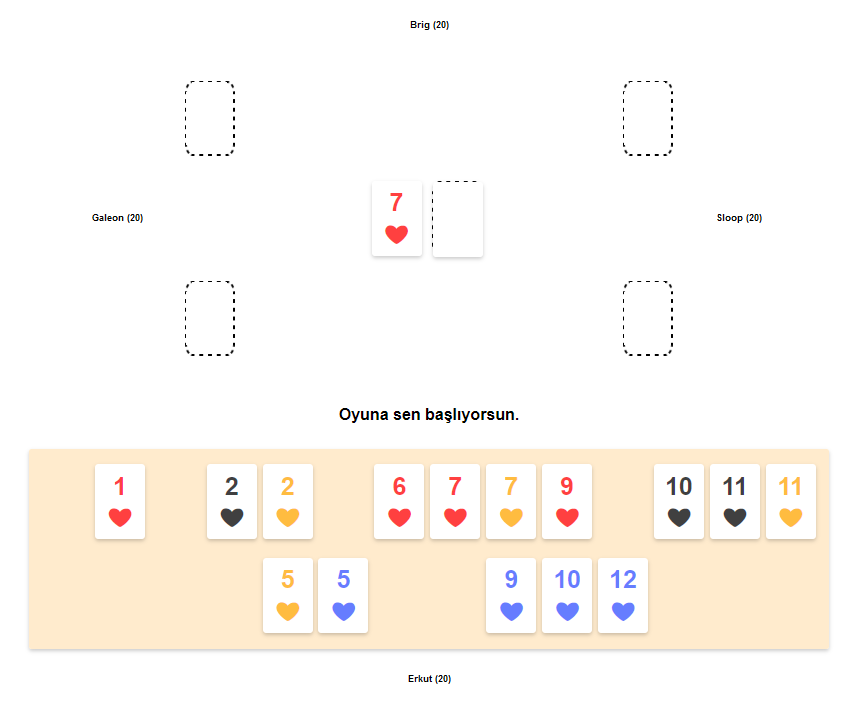 Brig (20)
7
Galeon (20)
Sloop (20)
Oyuna sen başlıyorsun.
1 2 2 6 7 7 9 10 11 11
5 5 9 10 12
Erkut (20)